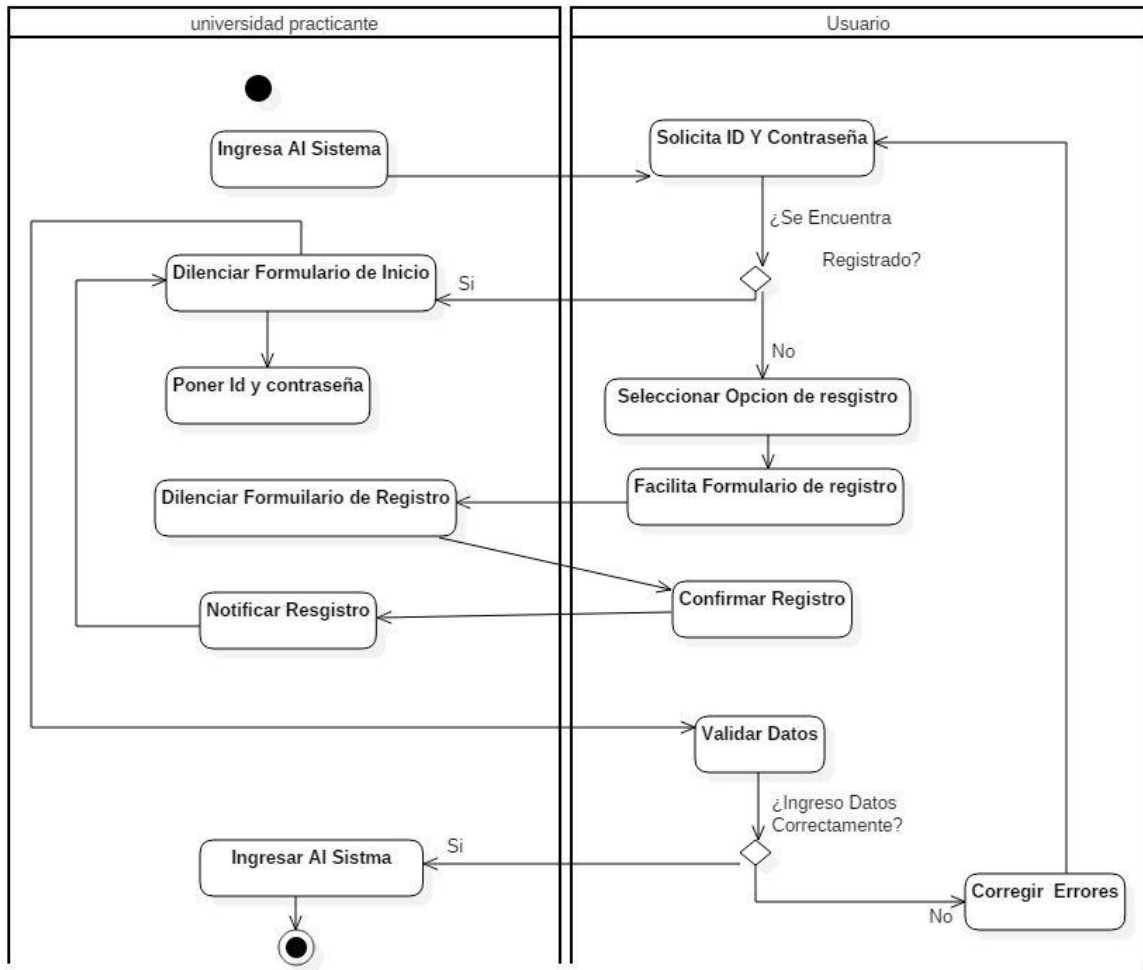 universidad practicante
Usuario
Ingresa Al Sistema
Solicita ID Y Contraseña
¿Se Encuentra
Registrado?
Dilenciar Formulario de Inicio
Si
No
Poner Id y contraseña
Seleccionar Opcion de resgistro
Dilenciar Formuilario de Registro
Facilita Formulario de registro
Notificar Resgistro
Confirmar Registro
Validar Datos
¿Ingreso Datos
Correctamente?
Ingresar Al Sistma
Si
No
Corregir Errores